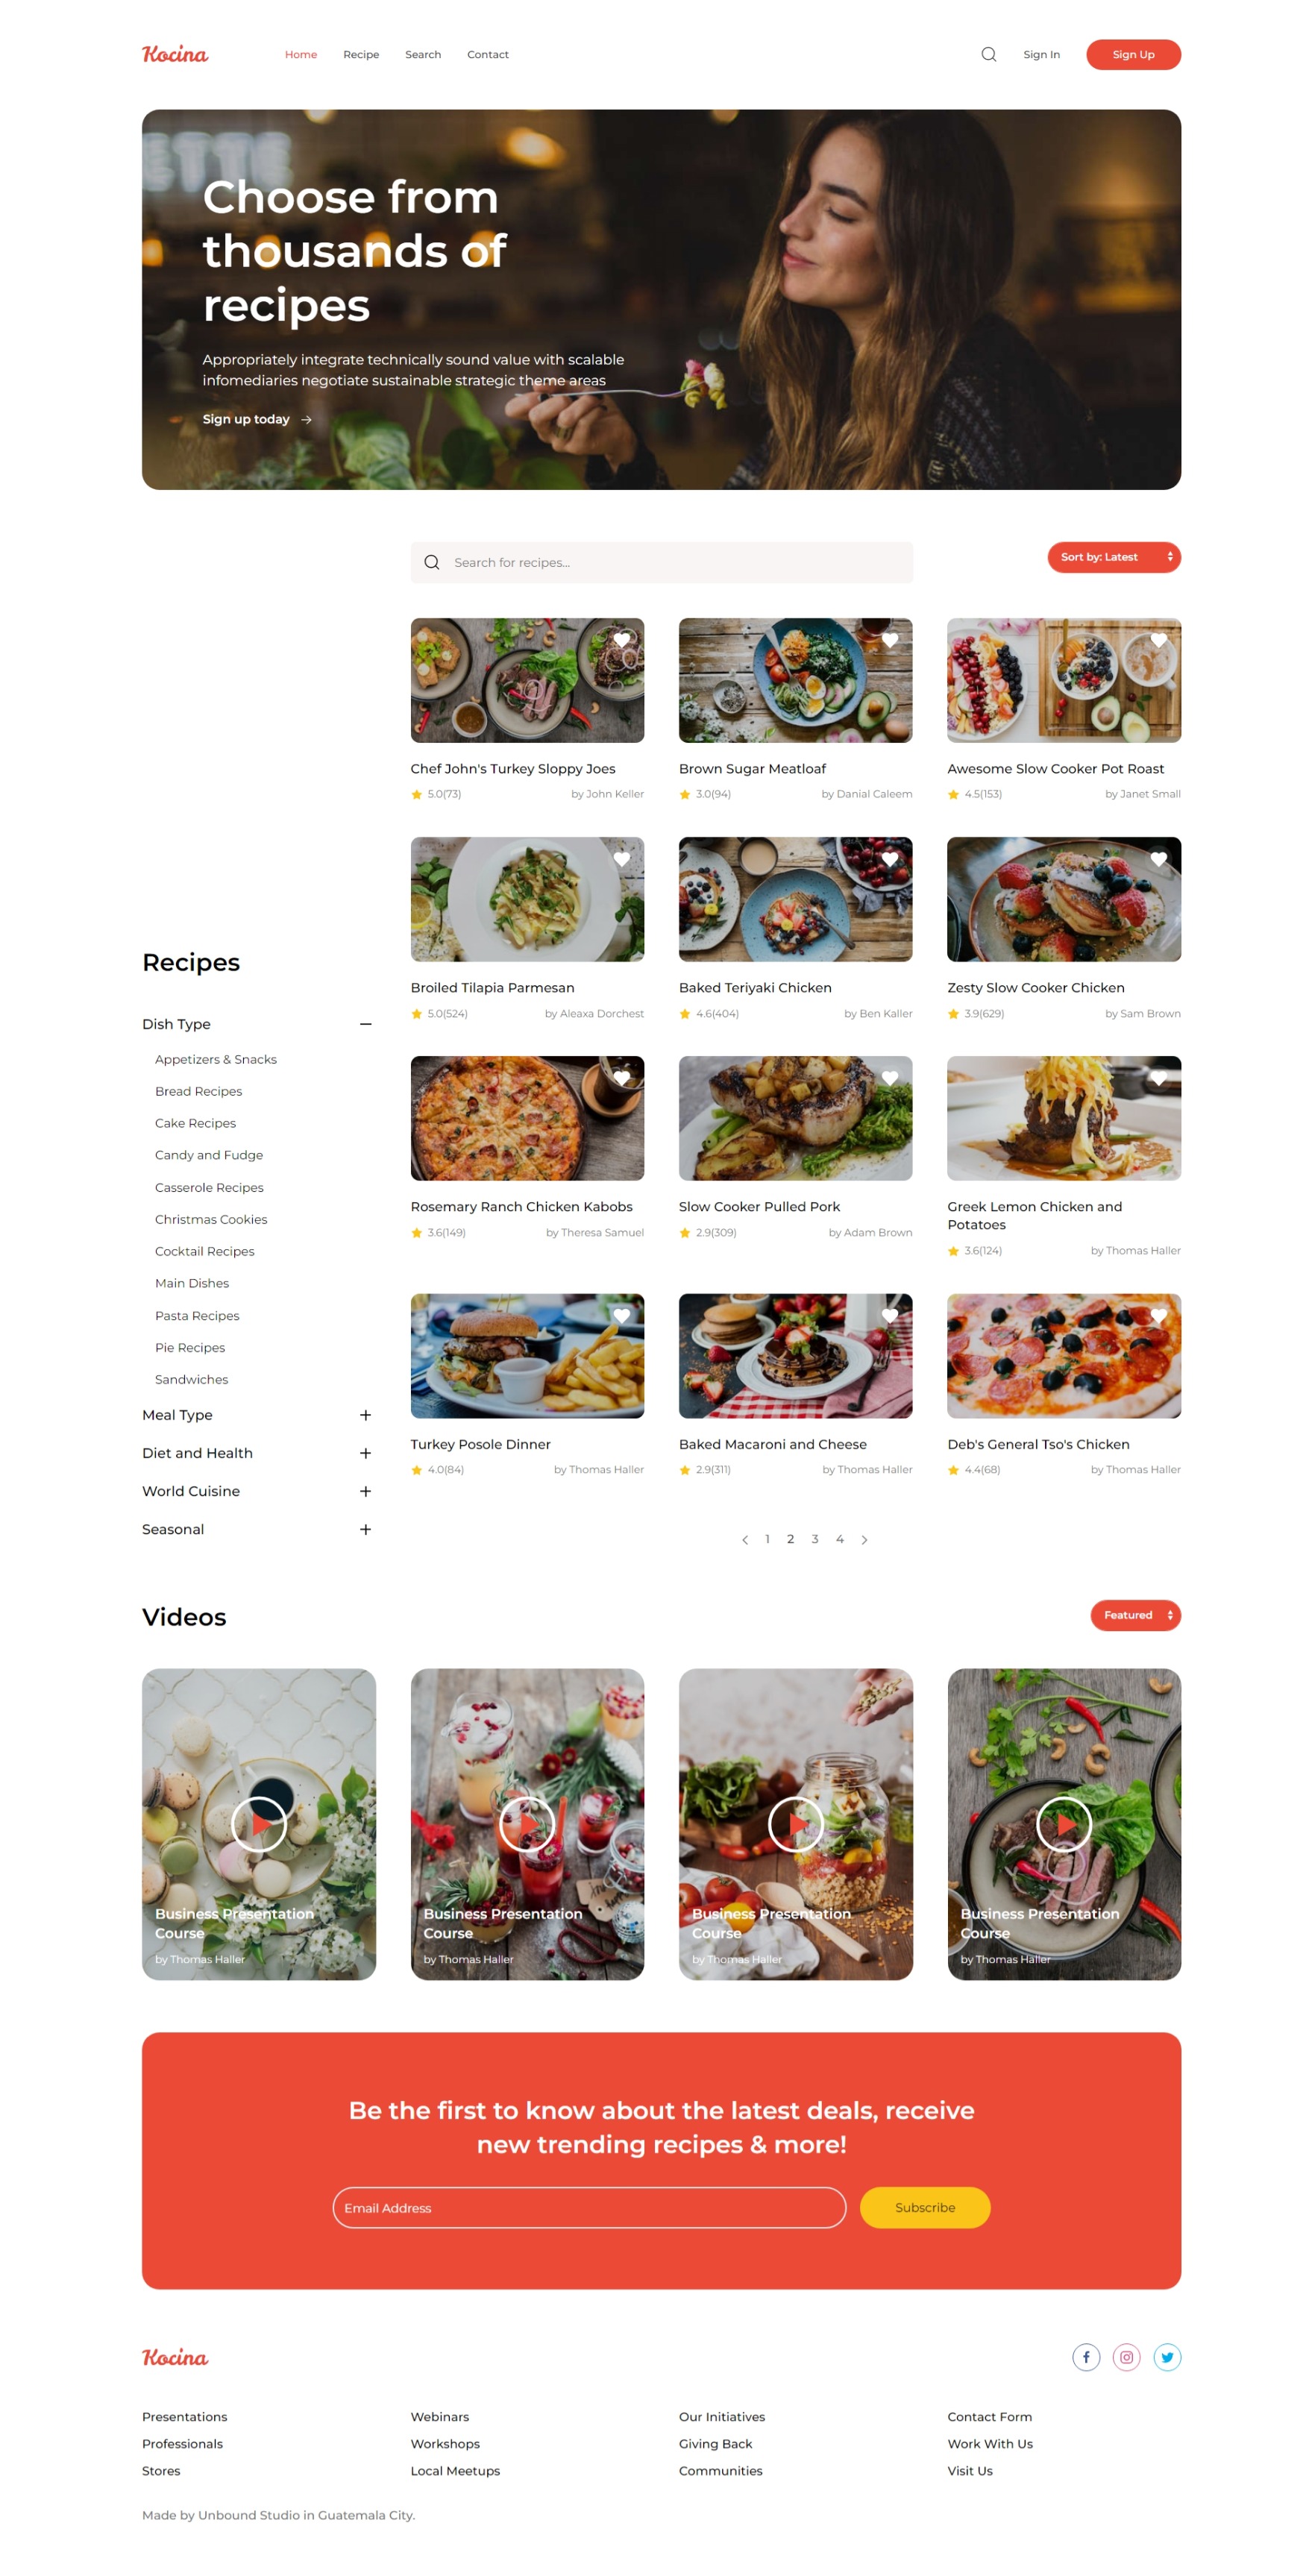 Kocina
Home
Recipe
Search
Contact
Sign In
Sign Up
Choose from
thousands of
recipes
Appropriately integrate technically sound value with scalable
infomediaries negotiate sustainable strategic theme areas
Sign up today
Search for recipes...
Sort by: Latest
Chef John's Turkey Sloppy Joes
5.0(73)
by John Keller
Brown Sugar Meatloaf
3.0(94)
by Danial Caleem
Awesome Slow Cooker Pot Roast
4.5(153)
by Janet Small
Broiled Tilapia Parmesan
5.0(524)
by Aleaxa Dorchest
Baked Teriyaki Chicken
4.6(404)
by Ben Kaller
Zesty Slow Cooker Chicken
3.9(629)
by Sam Brown
Recipes
Dish Type
Appetizers & Snacks
Bread Recipes
Cake Recipes
Candy and Fudge
Casserole Recipes
Christmas Cookies
Cocktail Recipes
Main Dishes
Pasta Recipes
Pie Recipes
Sandwiches
Meal Type
Diet and Health
World Cuisine
Seasonal
Rosemary Ranch Chicken Kabobs
3.6(149)
by Theresa Samuel
Slow Cooker Pulled Pork
2.9(309)
by Adam Brown
Greek Lemon Chicken and
Potatoes
3.6(124)
by Thomas Haller
Turkey Posole Dinner
4.0(84)
by Thomas Haller
Baked Macaroni and Cheese
2.9(311)
by Thomas Haller
Deb's General Tso's Chicken
4.4(68)
by Thomas Haller
1 2 3 4
Videos
Featured
Business Presentation
Course
by Thomas Haller
Business Presentation
Course
by Thomas Haller
Business Presentation
Course
by Thomas Haller
Business Presentation
Course
by Thomas Haller
Be the first to know about the latest deals, receive
new trending recipes & more!
Email Address
Subscribe
Kocina
Presentations
Professionals
Stores
Webinars
Workshops
Local Meetups
Our Initiatives
Giving Back
Communities
Contact Form
Work With Us
Visit Us
Made by Unbound Studio in Guatemala City.